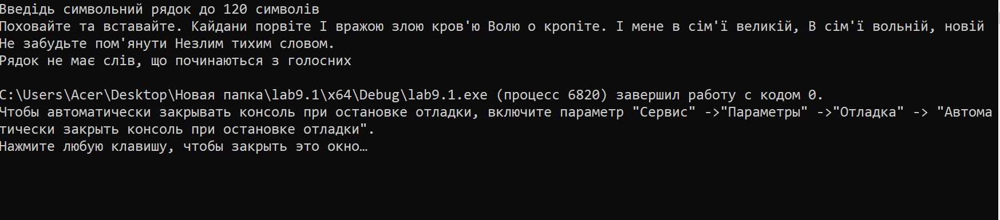 Введідь символьний рядок до 120 символів
Поховайте та вставайте. Кайдани порвіте І вражою злою кров'ю Волю о кропіте. І мене в сім'ї великій, В сім'ї вольній, новій
Не забудьте пом'янути Незлим тихим словом.
Рядок не має слів, що починаються з голосних
C:\Users\Acer\Desktop\Новая папка\lab9.1\x64\Debug\lab9.1.exe (процесс 6820) завершил работу с кодом 0.
Чтобы автоматически закрывать консоль при остановке отладки, включите параметр "Сервис" ->"Параметры" ->"Отладка" -> "Автома
тически закрыть консоль при остановке отладки".
Нажмите любую клавишу, чтобы закрыть это окно…